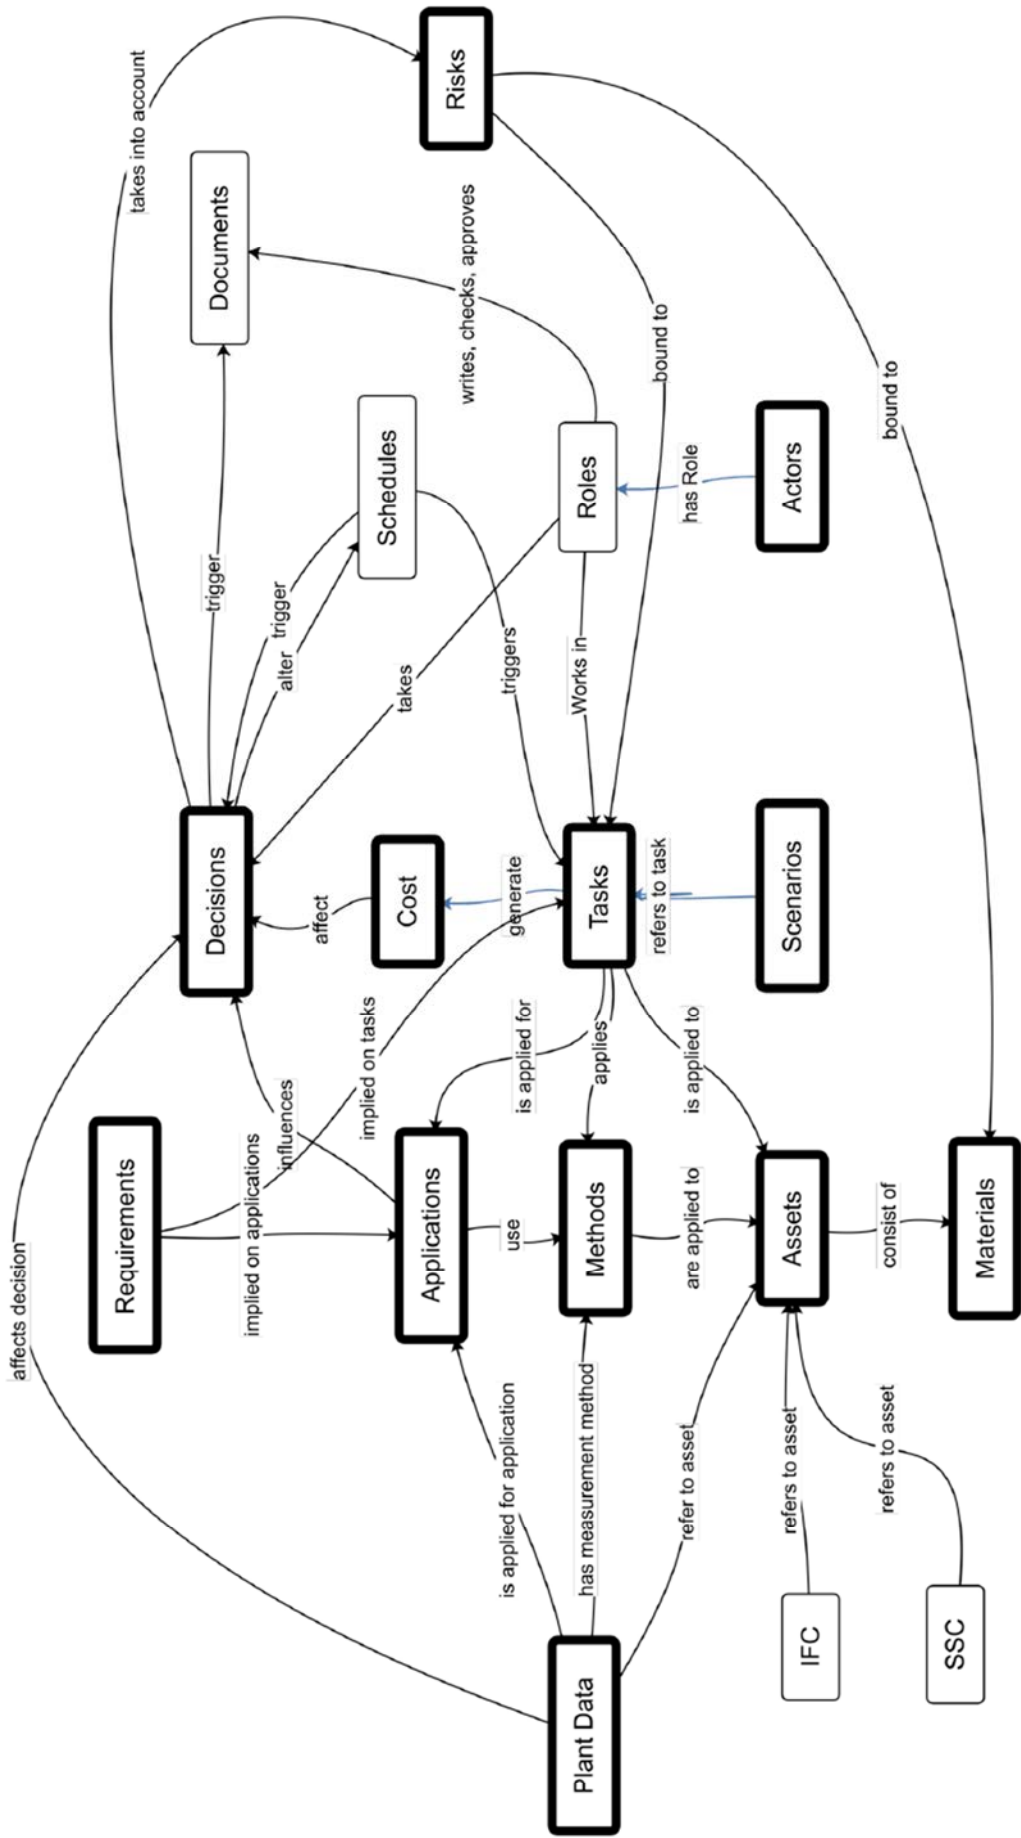 affects decision
takes into account
Requirements
Decisions
trigger
Documents
implied on applications
influences
alter
trigger
affect
implied on tasks
Schedules
Cost
takes
Applications
Risks
writes, checks, approves
is applied for application
use
is applied for
generate
triggers
Plant Data
has measurement method
Methods
applies
Tasks
Works in
Roles
refers to task
bound to
refer to asset
are applied to
is applied to
has Role
IFC
refers to asset
Assets
Scenarios
Actors
refers to asset
consist of
bound to
SSC
Materials